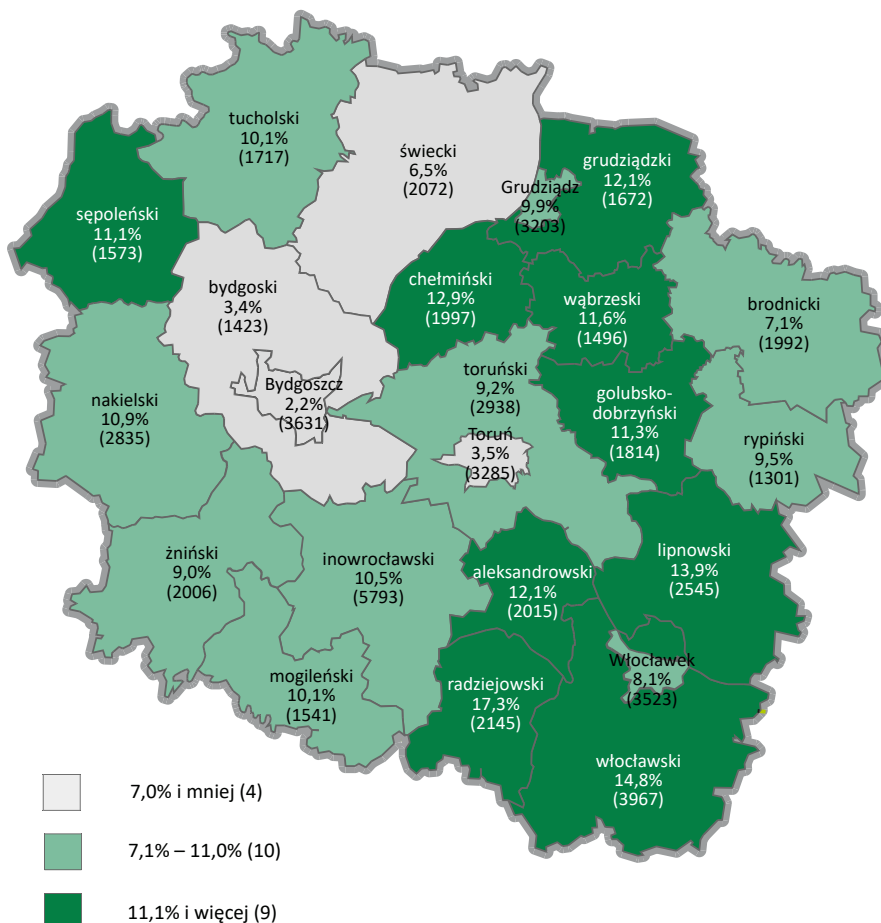 tucholski
10,1%
(1717)
świecki
6,5%
(2072)
grudziądzki
12,1%
(1672)
Grudziądz
9,9%
(3203)
sępoleński
11,1%
(1573)
bydgoski
3,4%
(1423)
chełmiński
12,9%
(1997)
wąbrzeski
11,6%
(1496)
brodnicki
7,1%
(1992)
nakielski
10,9%
(2835)
Bydgoszcz
2,2%
(3631)
toruński
9,2%
(2938)
golubsko-
dobrzyński
11,3%
(1814)
Toruń
3,5%
(3285)
rypiński
9,5%
(1301)
żniński
9,0%
(2006)
inowrocławski
10,5%
(5793)
aleksandrowski
12,1%
(2015)
lipnowski
13,9%
(2545)
mogileński
10,1%
(1541)
radziejowski
17,3%
(2145)
Włocławek
8,1%
(3523)
włocławski
14,8%
(3967)
7,0% i mniej (4)
7,1% – 11,0% (10)
11,1% i więcej (9)